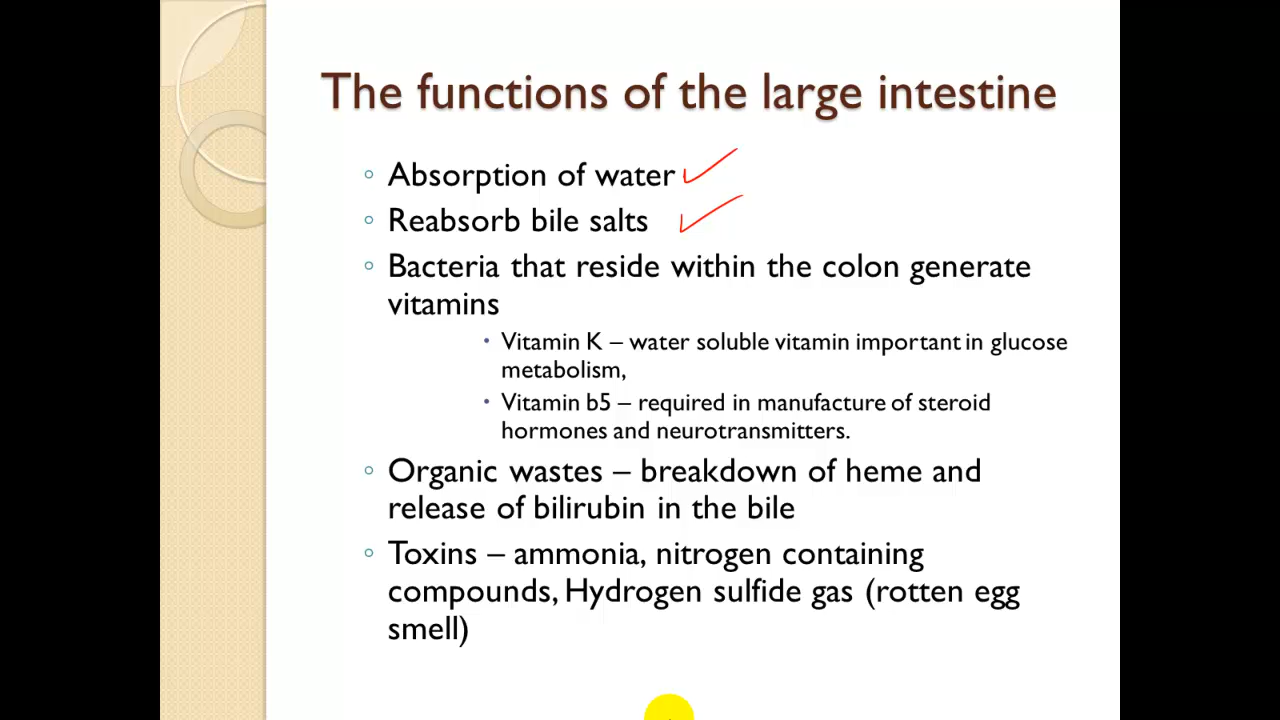 The functions of the large intestine
◦ Absorption of water
◦ Reabsorb bile salts
◦ Bacteria that reside within the colon generate
vitamins
• Vitamin K – water soluble vitamin important in glucose
metabolism,
• Vitamin b5 – required in manufacture of steroid
hormones and neurotransmitters.
◦ Organic wastes – breakdown of heme and
release of bilirubin in the bile
◦ Toxins – ammonia, nitrogen containing
compounds, Hydrogen sulfide gas (rotten egg
smell)